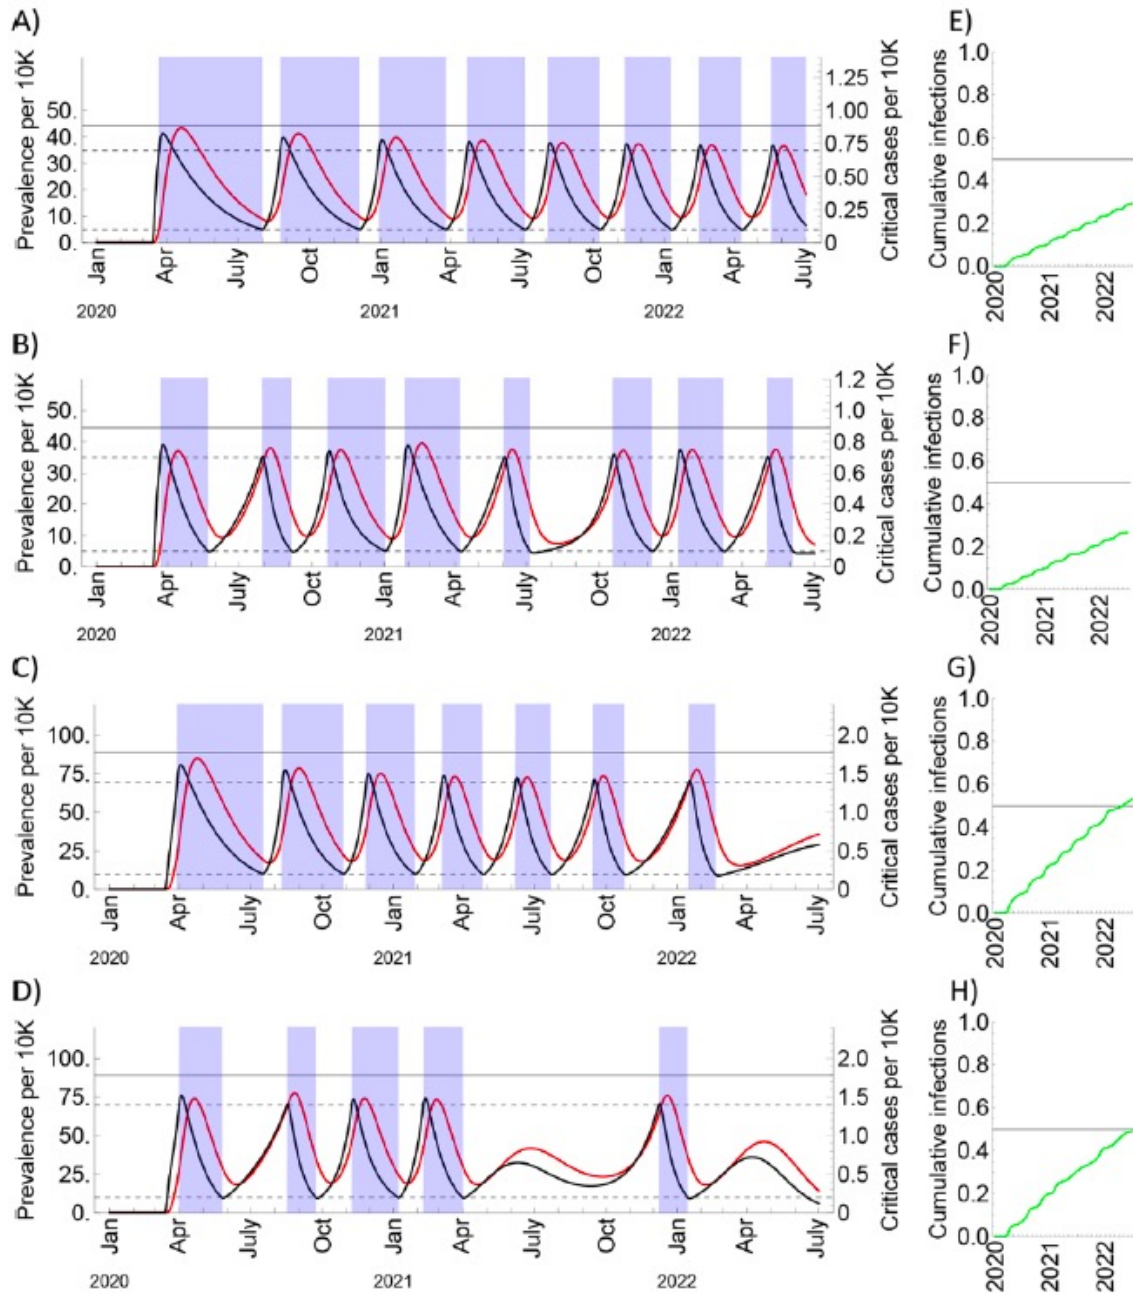 A)
Prevalence per 10K
50.
40.
30.
20.
10.
0.
Critical cases per 10K
1.25
1.00
0.75
0.50
0.25
0
Jan
Apr
July
Oct
Jan
Apr
July
Oct
Jan
Apr
July
2020
2021
2022
E)
Cumulative infections
1.0
0.8
0.6
0.4
0.2
0.0
2020
2021
2022
B)
Prevalence per 10K
50.
40.
30.
20.
10.
0.
Critical cases per 10K
1.2
1.0
0.8
0.6
0.4
0.2
0
Jan
Apr
July
Oct
Jan
Apr
July
Oct
Jan
Apr
July
2020
2021
2022
F)
Cumulative infections
1.0
0.8
0.6
0.4
0.2
0.0
2020
2021
2022
C)
Prevalence per 10K
100.
75.
50.
25.
0.
Critical cases per 10K
2.0
1.5
1.0
0.5
0
Jan
Apr
July
Oct
Jan
Apr
July
Oct
Jan
Apr
July
2020
2021
2022
G)
Cumulative infections
1.0
0.8
0.6
0.4
0.2
0.0
2020
2021
2022
D)
Prevalence per 10K
100.
75.
50.
25.
0.
Critical cases per 10K
2.0
1.5
1.0
0.5
0
Jan
Apr
July
Oct
Jan
Apr
July
Oct
Jan
Apr
July
2020
2021
2022
H)
Cumulative infections
1.0
0.8
0.6
0.4
0.2
0.0
2020
2021
2022